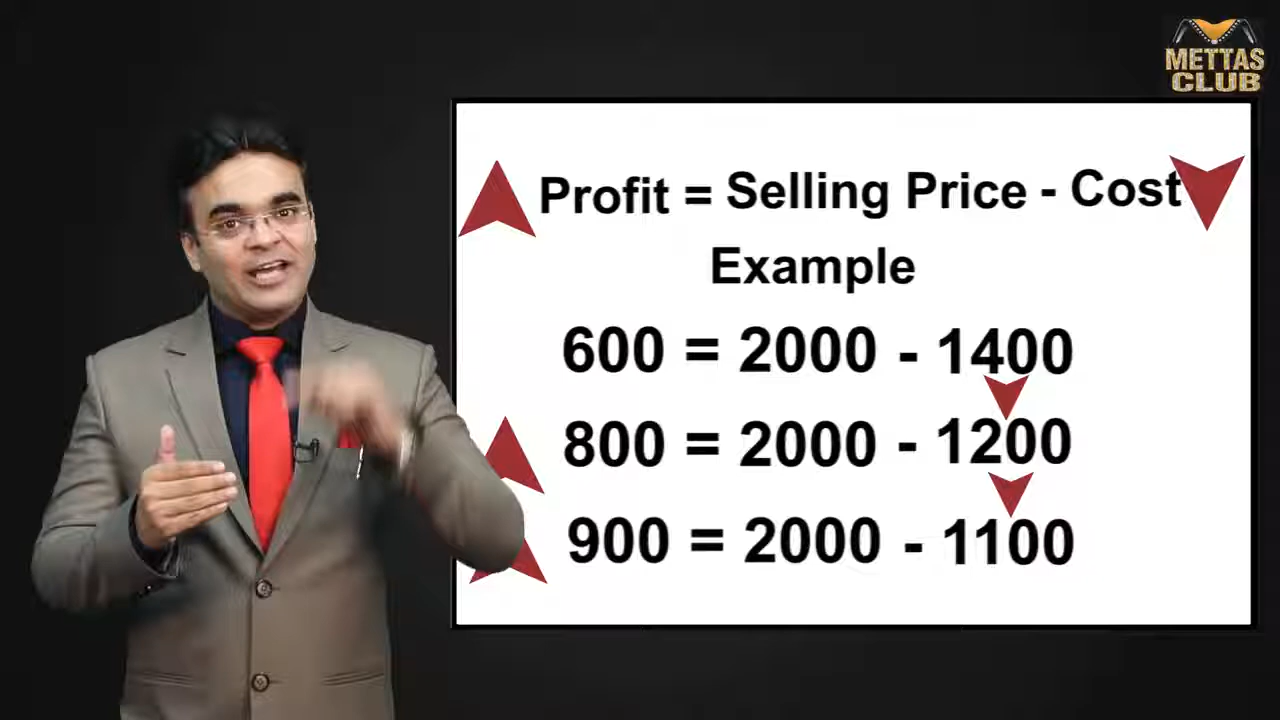 METTAS
CLUB
Profit = Selling Price - Cost
Example
600 = 2000 - 1400
800 = 2000 - 1200
900 = 2000 - 1100